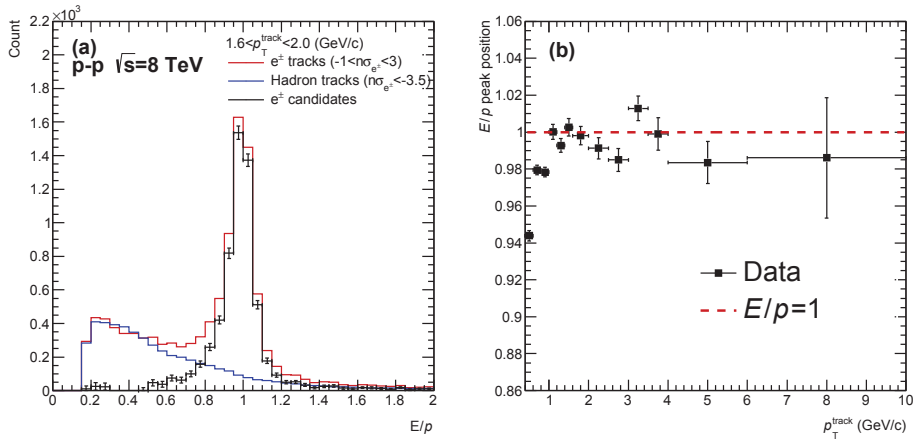 ×10³
Count
2
1.8
1.6
1.4
1.2
1
0.8
0.6
0.4
0.2
0
(a)
p-p √s=8 TeV
1.6<p_T^track<2.0 (GeV/c)
e± tracks (-1<nσ_e±<3)
Hadron tracks (nσ_e±<-3.5)
e± candidates
0 0.2 0.4 0.6 0.8 1 1.2 1.4 1.6 1.8 2
E/p
E/p peak position
1.06
1.04
1.02
1
0.98
0.96
0.94
0.92
0.9
0.88
0.86
(b)
Data
E/p=1
1 2 3 4 5 6 7 8 9 10
p_T^track (GeV/c)